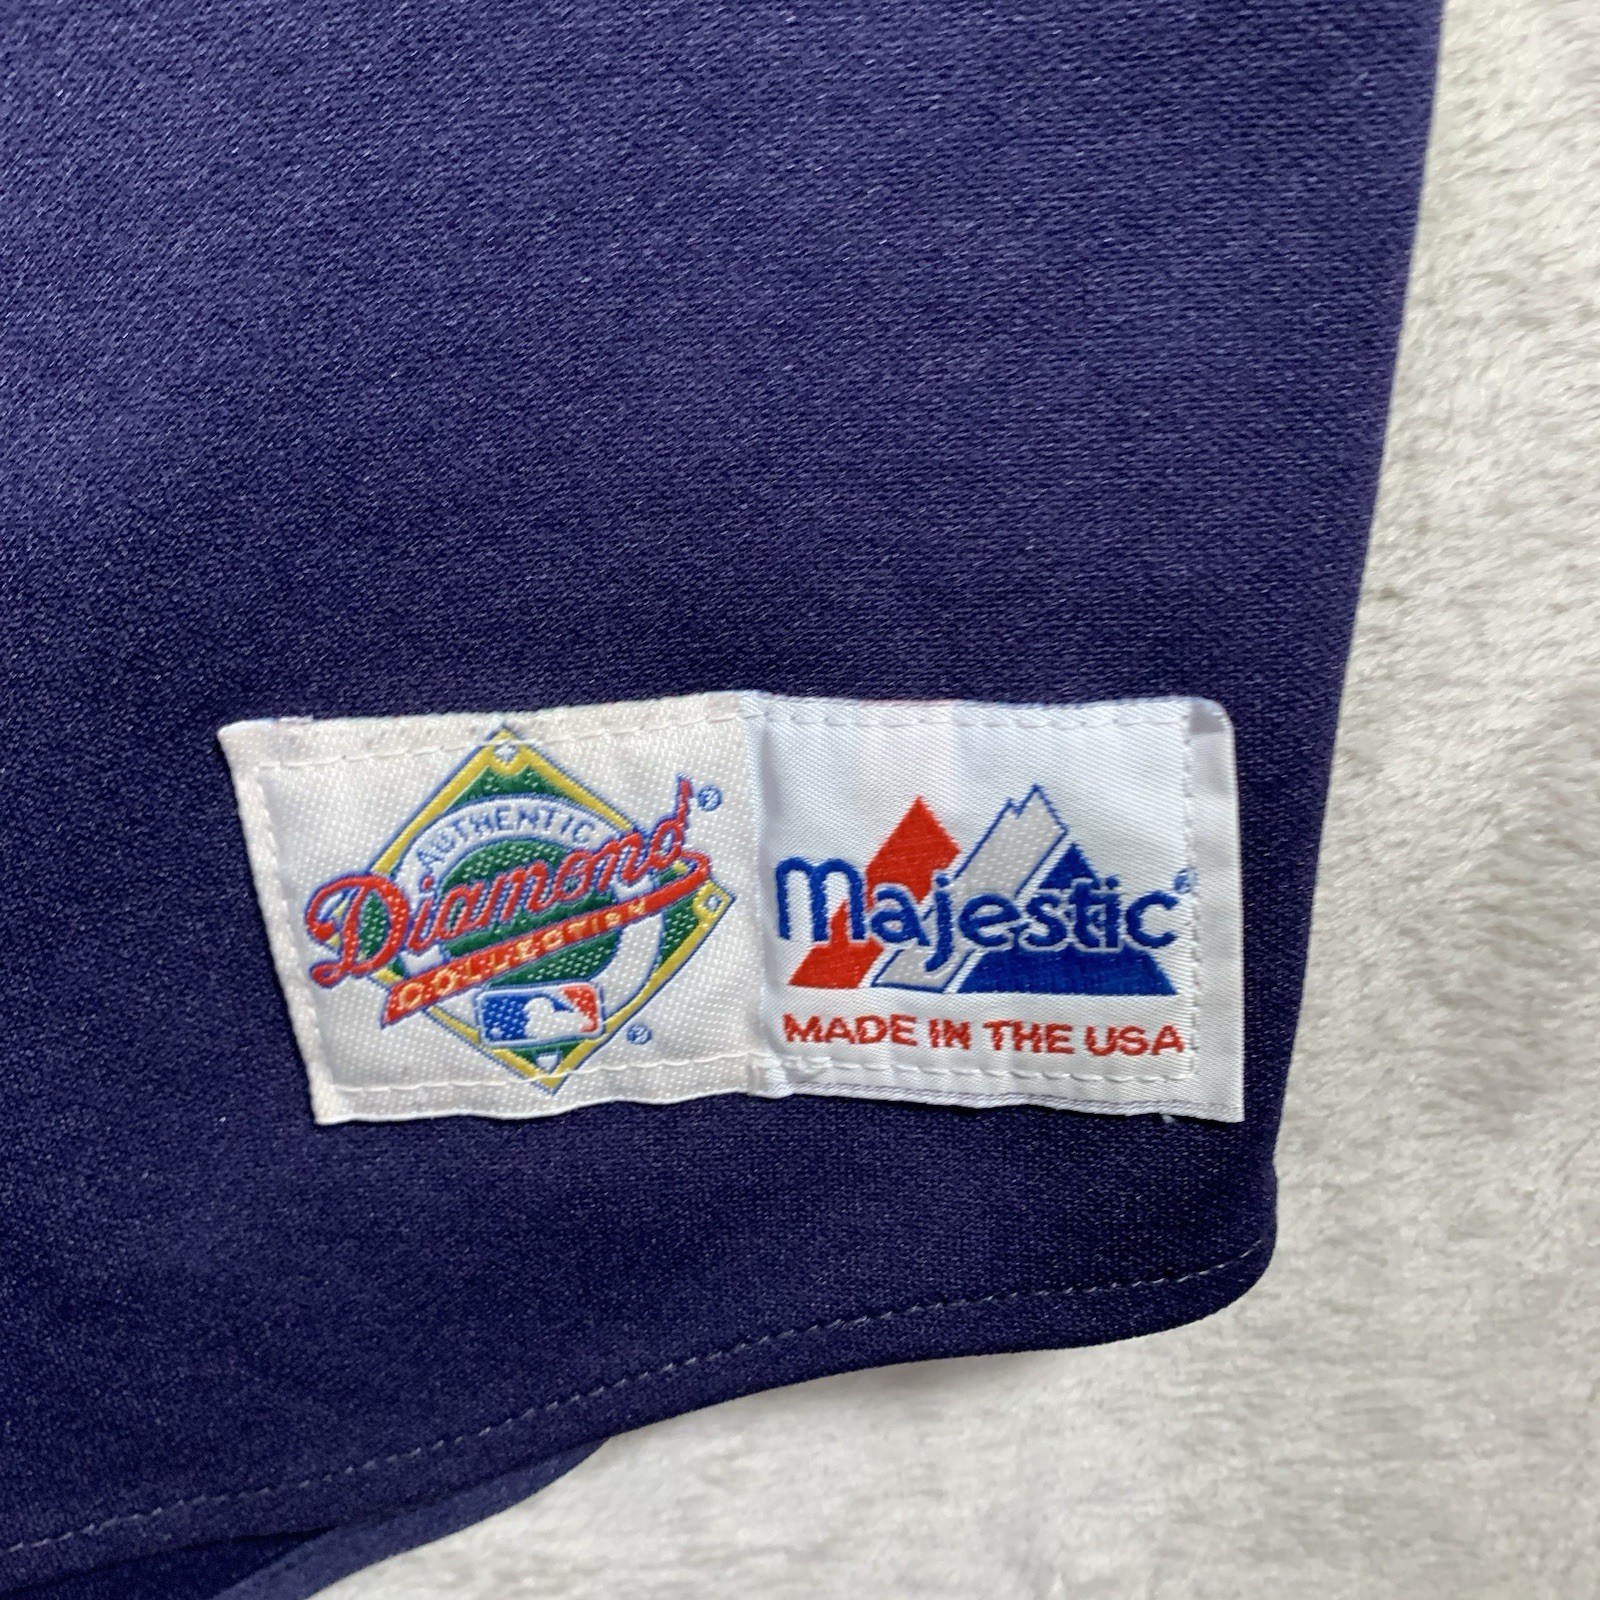 AUTHENTIC
Diamond®
COLLECTION
®
Majestic®
MADE IN THE USA